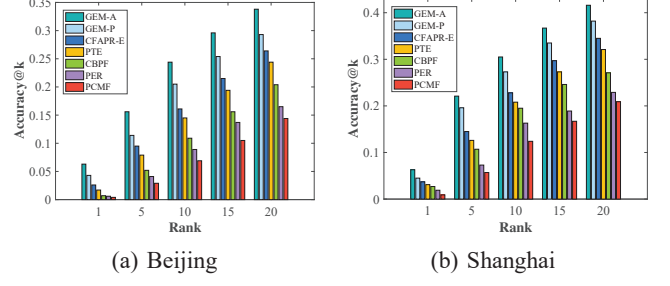 Accuracy@k
0.35
0.3
0.25
0.2
0.15
0.1
0.05
0
GEM-A
GEM-P
CFAPR-E
PTE
CBPF
PER
PCMF
1 5 10 15 20
Rank
(a) Beijing
Accuracy@k
0.4
0.3
0.2
0.1
0
GEM-A
GEM-P
CFAPR-E
PTE
CBPF
PER
PCMF
1 5 10 15 20
Rank
(b) Shanghai